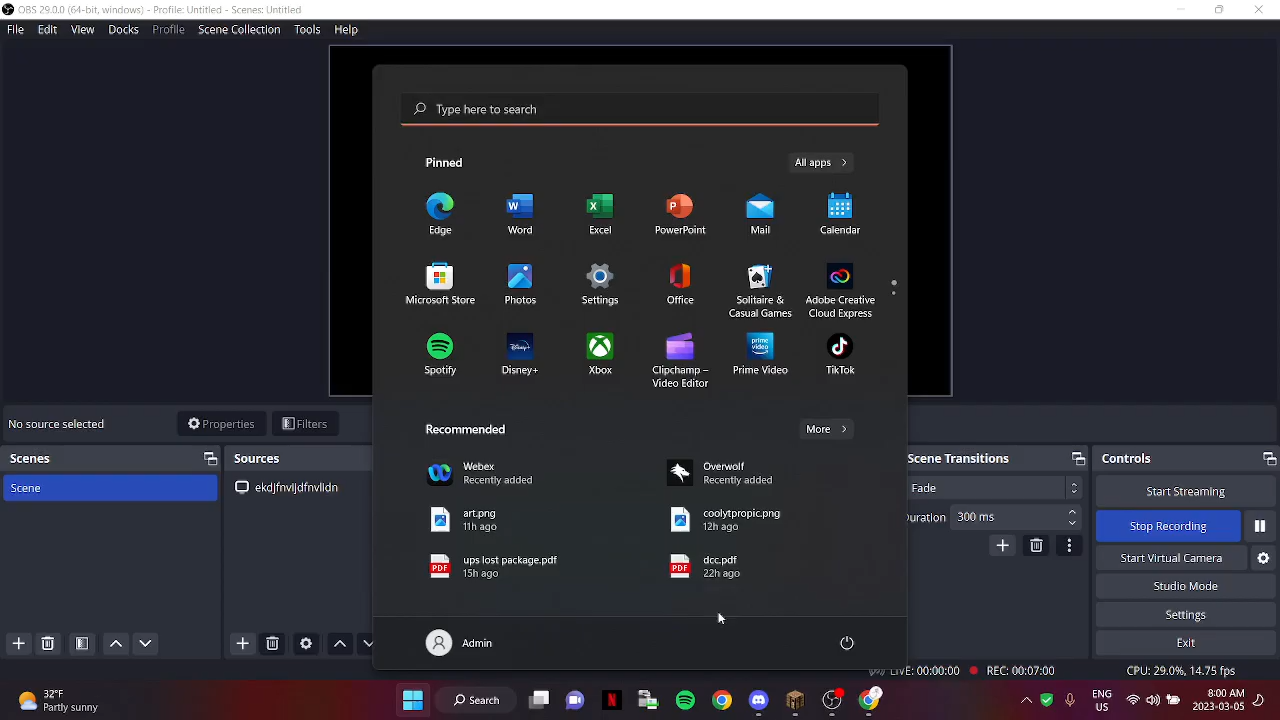 OBS 29.0.0 (64-bit, windows) - Profile: Untitled - Scenes: Untitled
File Edit View Docks Profile Scene Collection Tools Help
Type here to search
Pinned
All apps
Edge
Word
Excel
PowerPoint
Mail
Calendar
Microsoft Store
Photos
Settings
Office
Solitaire &
Casual Games
Adobe Creative
Cloud Express
Spotify
Disney+
Xbox
Clipchamp –
Video Editor
Prime Video
TikTok
Recommended
More
Webex
Recently added
Overwolf
Recently added
art.png
11h ago
coolytpropic.png
12h ago
ups lost package.pdf
15h ago
dcc.pdf
22h ago
Admin
No source selected
Properties
Filters
Scenes
Scene
Sources
ekdjfnvijdfnvlldn
Scene Transitions
Fade
Duration 300 ms
Controls
Start Streaming
Stop Recording
Start Virtual Camera
Studio Mode
Settings
Exit
LIVE: 00:00:00
REC: 00:07:00
CPU: 29.0%, 14.75 fps
32°F
Partly sunny
Search
ENG
US
8:00 AM
2023-03-05